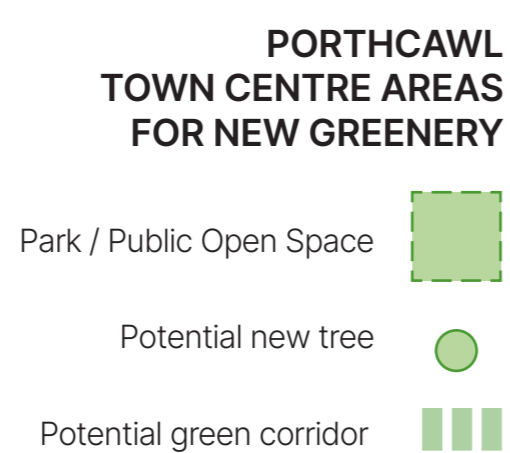 PORTHCAWL
TOWN CENTRE AREAS
FOR NEW GREENERY
Park / Public Open Space
Potential new tree
Potential green corridor